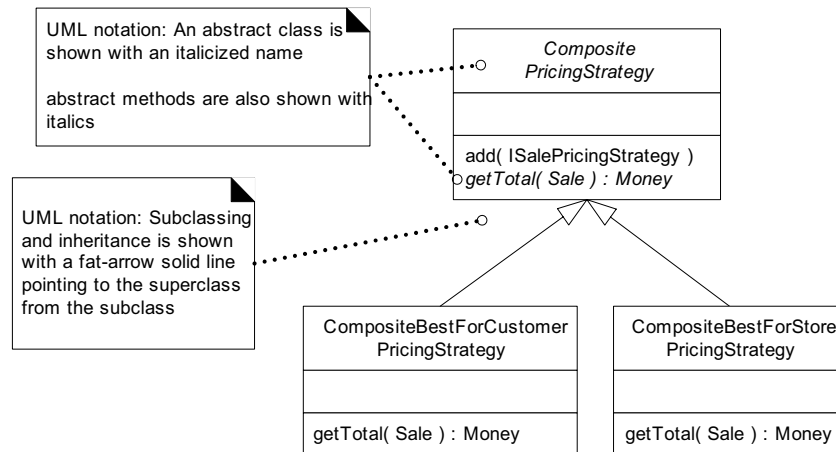 UML notation: An abstract class is
shown with an italicized name
abstract methods are also shown with
italics
Composite
PricingStrategy
add( ISalePricingStrategy )
getTotal( Sale ) : Money
UML notation: Subclassing
and inheritance is shown
with a fat-arrow solid line
pointing to the superclass
from the subclass
CompositeBestForCustomer
PricingStrategy
getTotal( Sale ) : Money
CompositeBestForStore
PricingStrategy
getTotal( Sale ) : Money